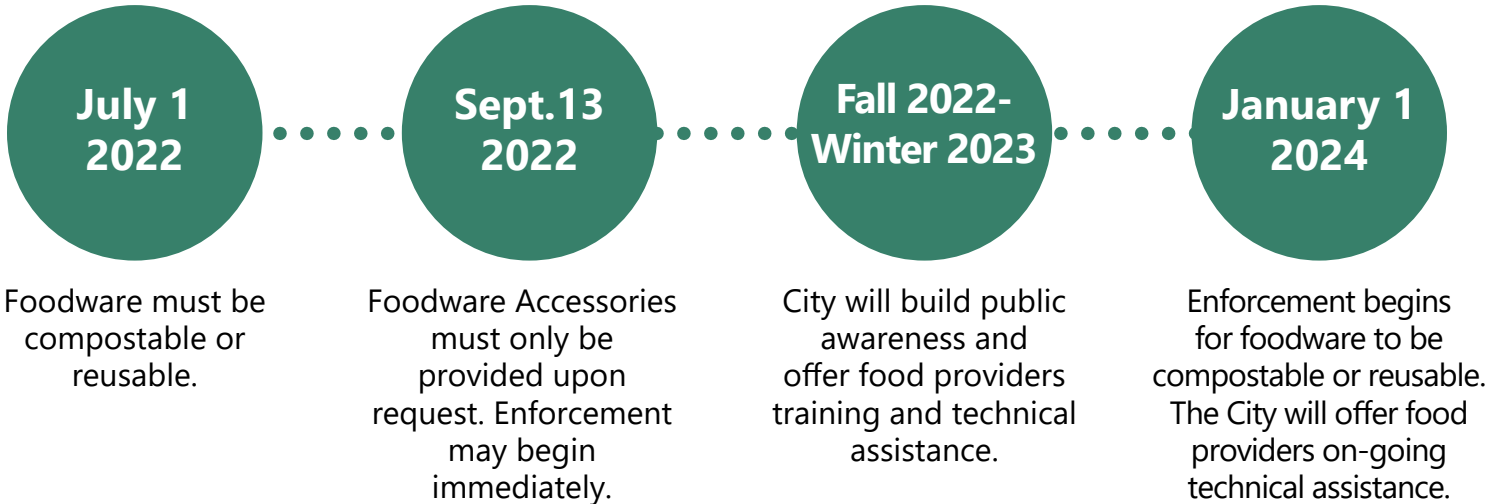 July 1
2022
Sept.13
2022
Fall 2022-
Winter 2023
January 1
2024
Foodware must be
compostable or
reusable.
Foodware Accessories
must only be
provided upon
request. Enforcement
may begin
immediately.
City will build public
awareness and
offer food providers
training and technical
assistance.
Enforcement begins
for foodware to be
compostable or reusable.
The City will offer food
providers on-going
technical assistance.